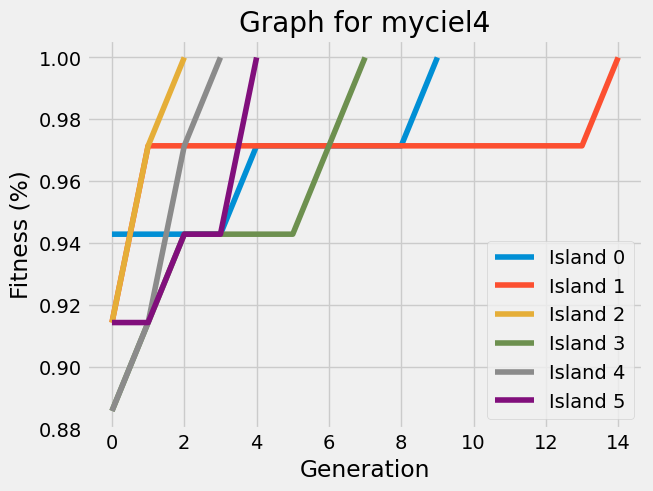 Graph for myciel4
1.00
0.98
0.96
0.94
0.92
0.90
0.88
Fitness (%)
Island 0
Island 1
Island 2
Island 3
Island 4
Island 5
0 2 4 6 8 10 12 14
Generation